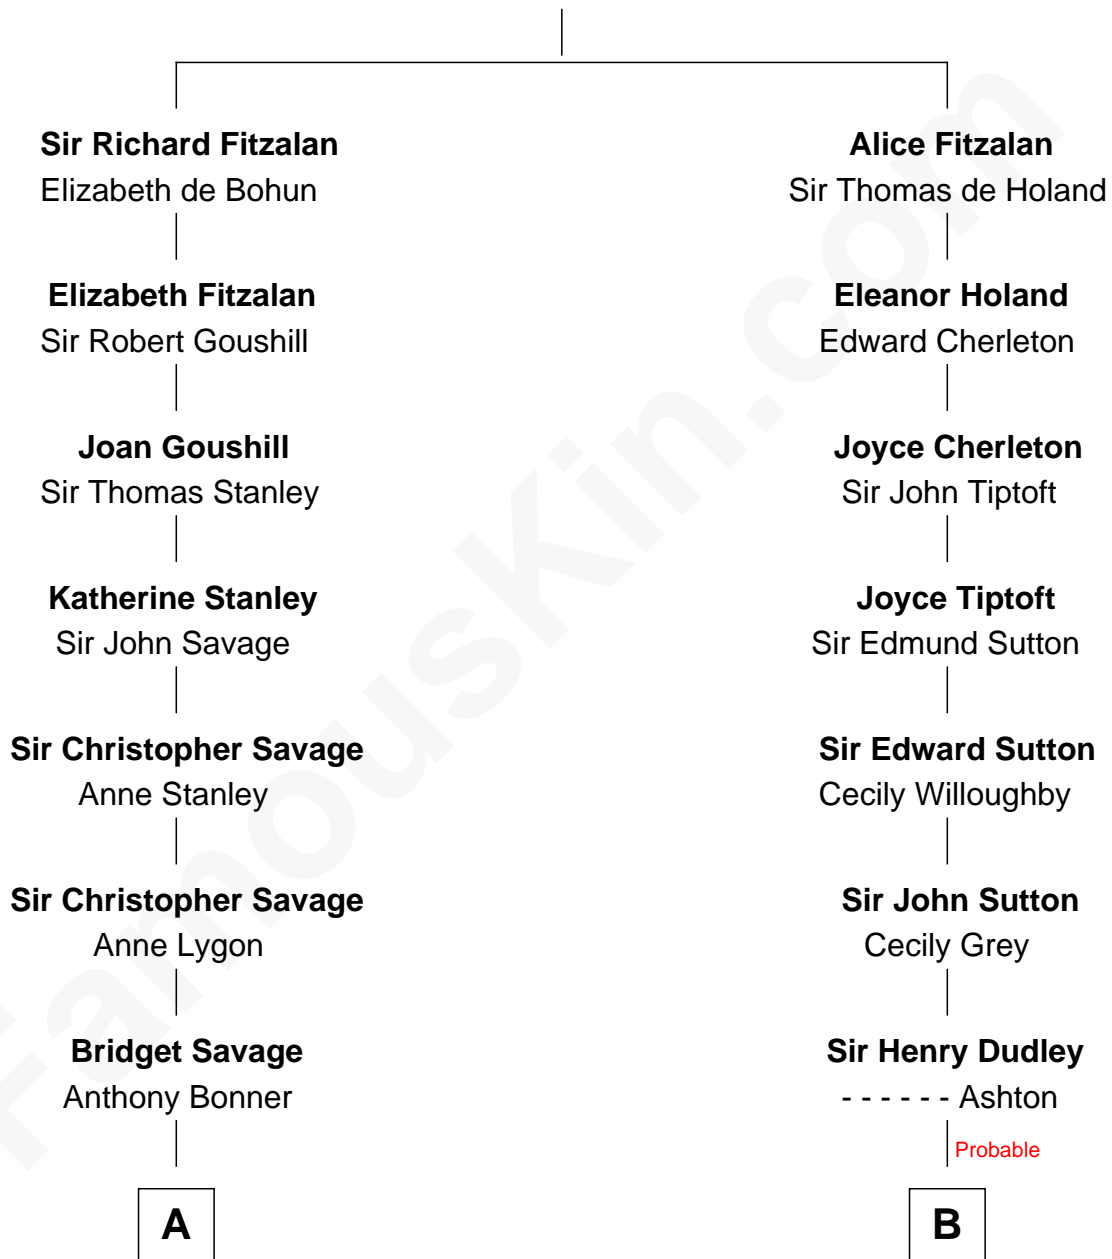 Sir Richard Fitzalan
Elizabeth de Bohun
Elizabeth Fitzalan
Sir Robert Goushill
Joan Goushill
Sir Thomas Stanley
Katherine Stanley
Sir John Savage
Sir Christopher Savage
Anne Stanley
Sir Christopher Savage
Anne Lygon
Bridget Savage
Anthony Bonner
A
Alice Fitzalan
Sir Thomas de Holand
Eleanor Holand
Edward Cherleton
Joyce Cherleton
Sir John Tiptoft
Joyce Tiptoft
Sir Edmund Sutton
Sir Edward Sutton
Cecily Willoughby
Sir John Sutton
Cecily Grey
Sir Henry Dudley
- - - - - - Ashton
Probable
B
FamousKin.com